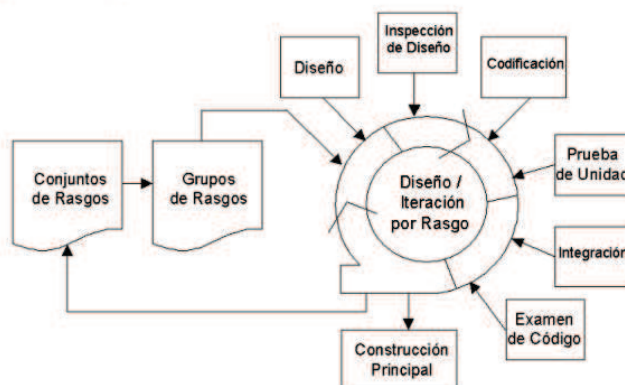 Inspección
de Diseño
Diseño
Codificación
Conjuntos
de Rasgos
Grupos
de Rasgos
Diseño /
Iteración
por Rasgo
Prueba
de Unidad
Integración
Examen
de Código
Construcción
Principal